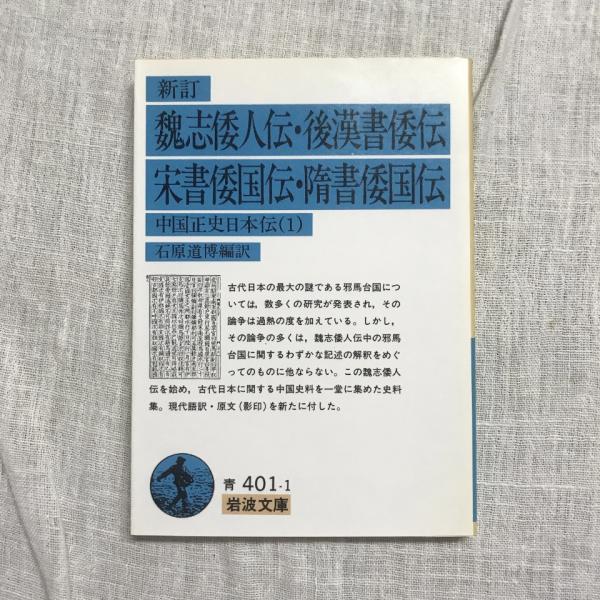 新訂
魏志倭人伝・後漢書倭伝
宋書倭国伝・隋書倭国伝
中国正史日本伝(1)
石原道博編訳
古代日本の最大の謎である邪馬台国につ
いては，数多くの研究が発表され，その
論争は過熱の度を加えている。しかし，
その論争の多くは，魏志倭人伝中の邪馬
台国に関するわずかな記述の解釈をめぐ
ってのものに他ならない。この魏志倭人
伝を始め，古代日本に関する中国史料を一堂に集めた史料
集。現代語訳・原文(影印)を新たに付した。
青 401-1
岩波文庫